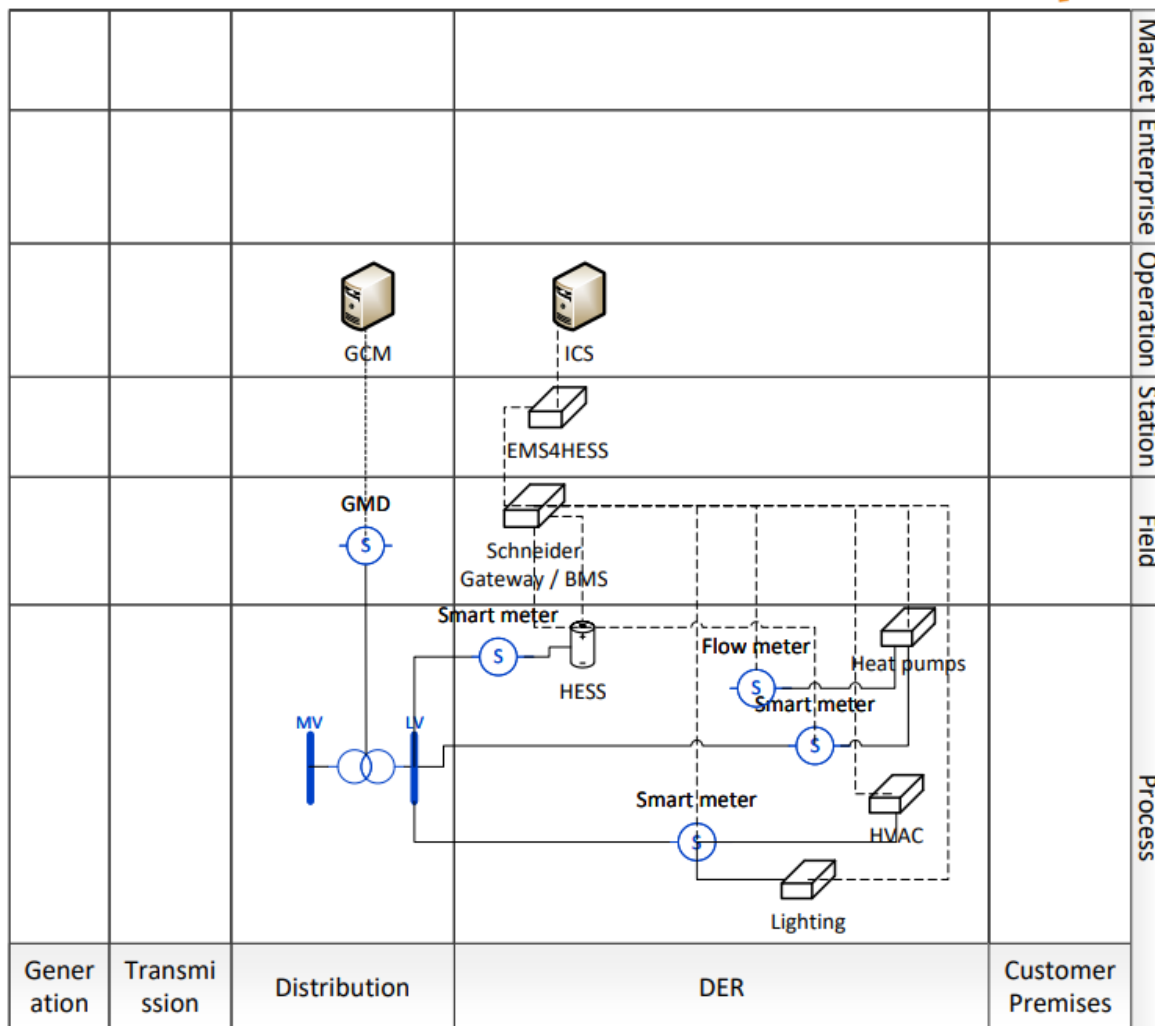 Market
Enterprise
Operation
GCM
ICS
Station
EMS4HESS
Field
GMD
S
Schneider
Gateway / BMS
Process
Smart meter
S
HESS
Flow meter
S
Heat pumps
Smart meter
S
MV
LV
Smart meter
S
HVAC
Lighting
Gener
ation
Transmi
ssion
Distribution
DER
Customer
Premises